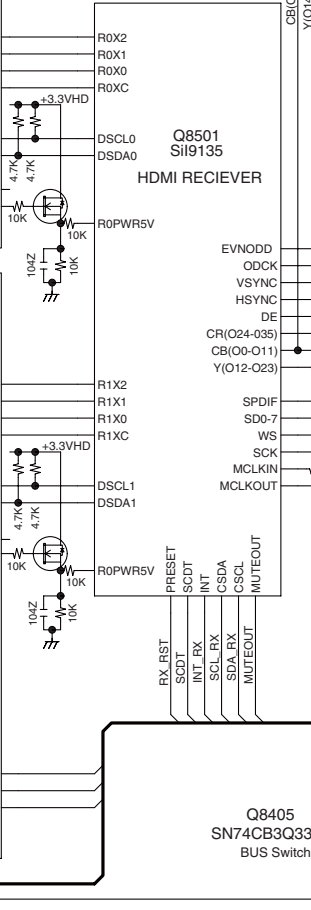 CB(O
Y(O1
R0X2
R0X1
R0X0
R0XC
+3.3VHD
DSCL0
DSDA0
4.7K
4.7K
Q8501
SiI9135
HDMI RECIEVER
10K
R0PWR5V
10K
104Z
10K
EVNODD
ODCK
VSYNC
HSYNC
DE
CR(O24-035)
CB(O0-O11)
Y(O12-O23)
R1X2
R1X1
R1X0
R1XC
SPDIF
SD0-7
WS
SCK
MCLKIN
MCLKOUT
+3.3VHD
DSCL1
DSDA1
4.7K
4.7K
10K
R0PWR5V
10K
104Z
10K
PRESET
SCDT
INT
CSDA
CSCL
MUTEOUT
RX_RST
SCDT
INT_RX
SCL_RX
SDA_RX
MUTEOUT
Q8405
SN74CB3Q33
BUS Switch